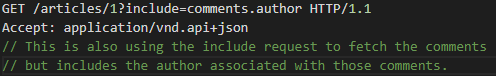 GET /articles/1?include=comments.author HTTP/1.1
Accept: application/vnd.api+json
// This is also using the include request to fetch the comments
// but includes the author associated with those comments.